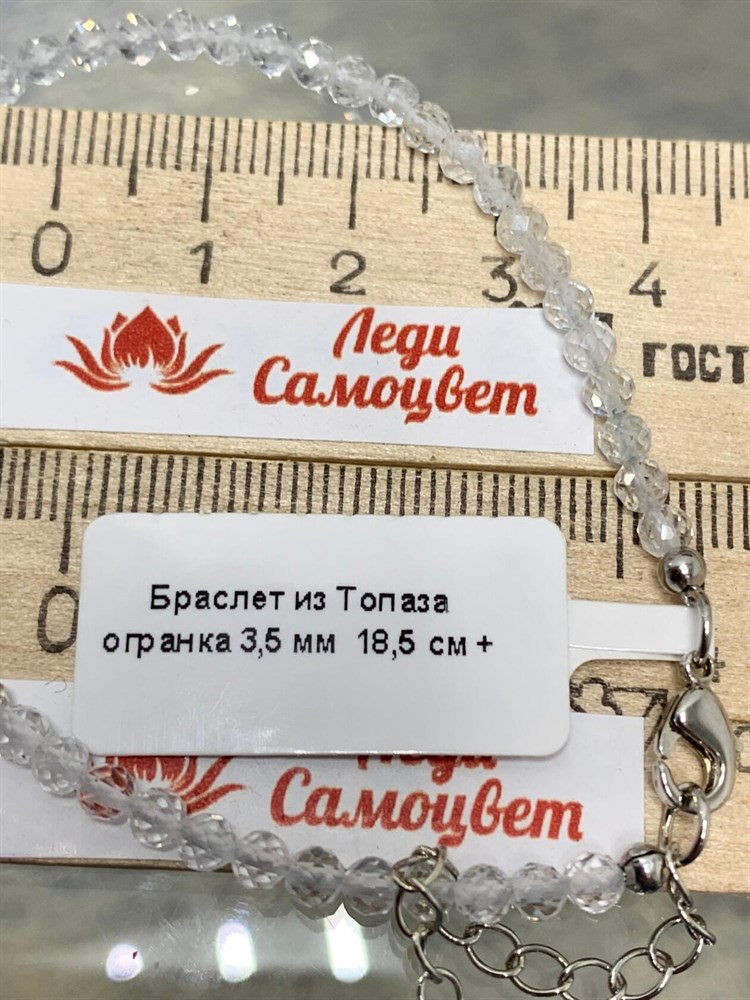 0 1 2 3 4
Леди
Самоцвет
ГОСТ
0
Браслет из Топаза
огранка 3,5 мм 18,5 см +
Леди
Самоцвет